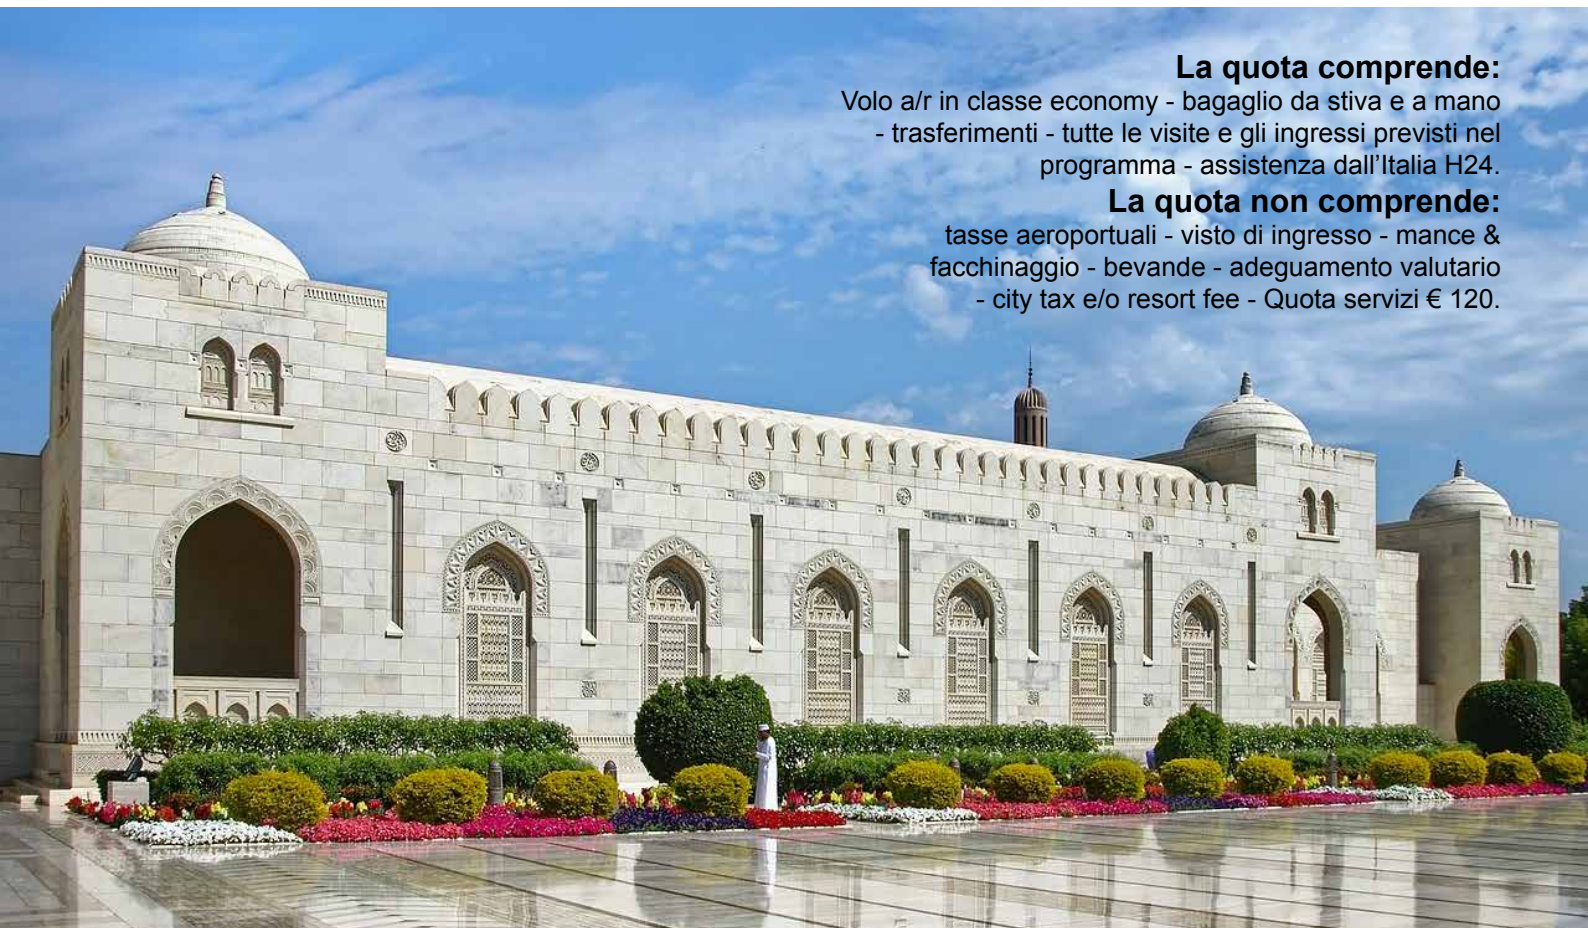 La quota comprende:
Volo a/r in classe economy - bagaglio da stiva e a mano
- trasferimenti - tutte le visite e gli ingressi previsti nel
programma - assistenza dall’Italia H24.
La quota non comprende:
tasse aeroportuali - visto di ingresso - mance &
facchinaggio - bevande - adeguamento valutario
- city tax e/o resort fee - Quota servizi € 120.